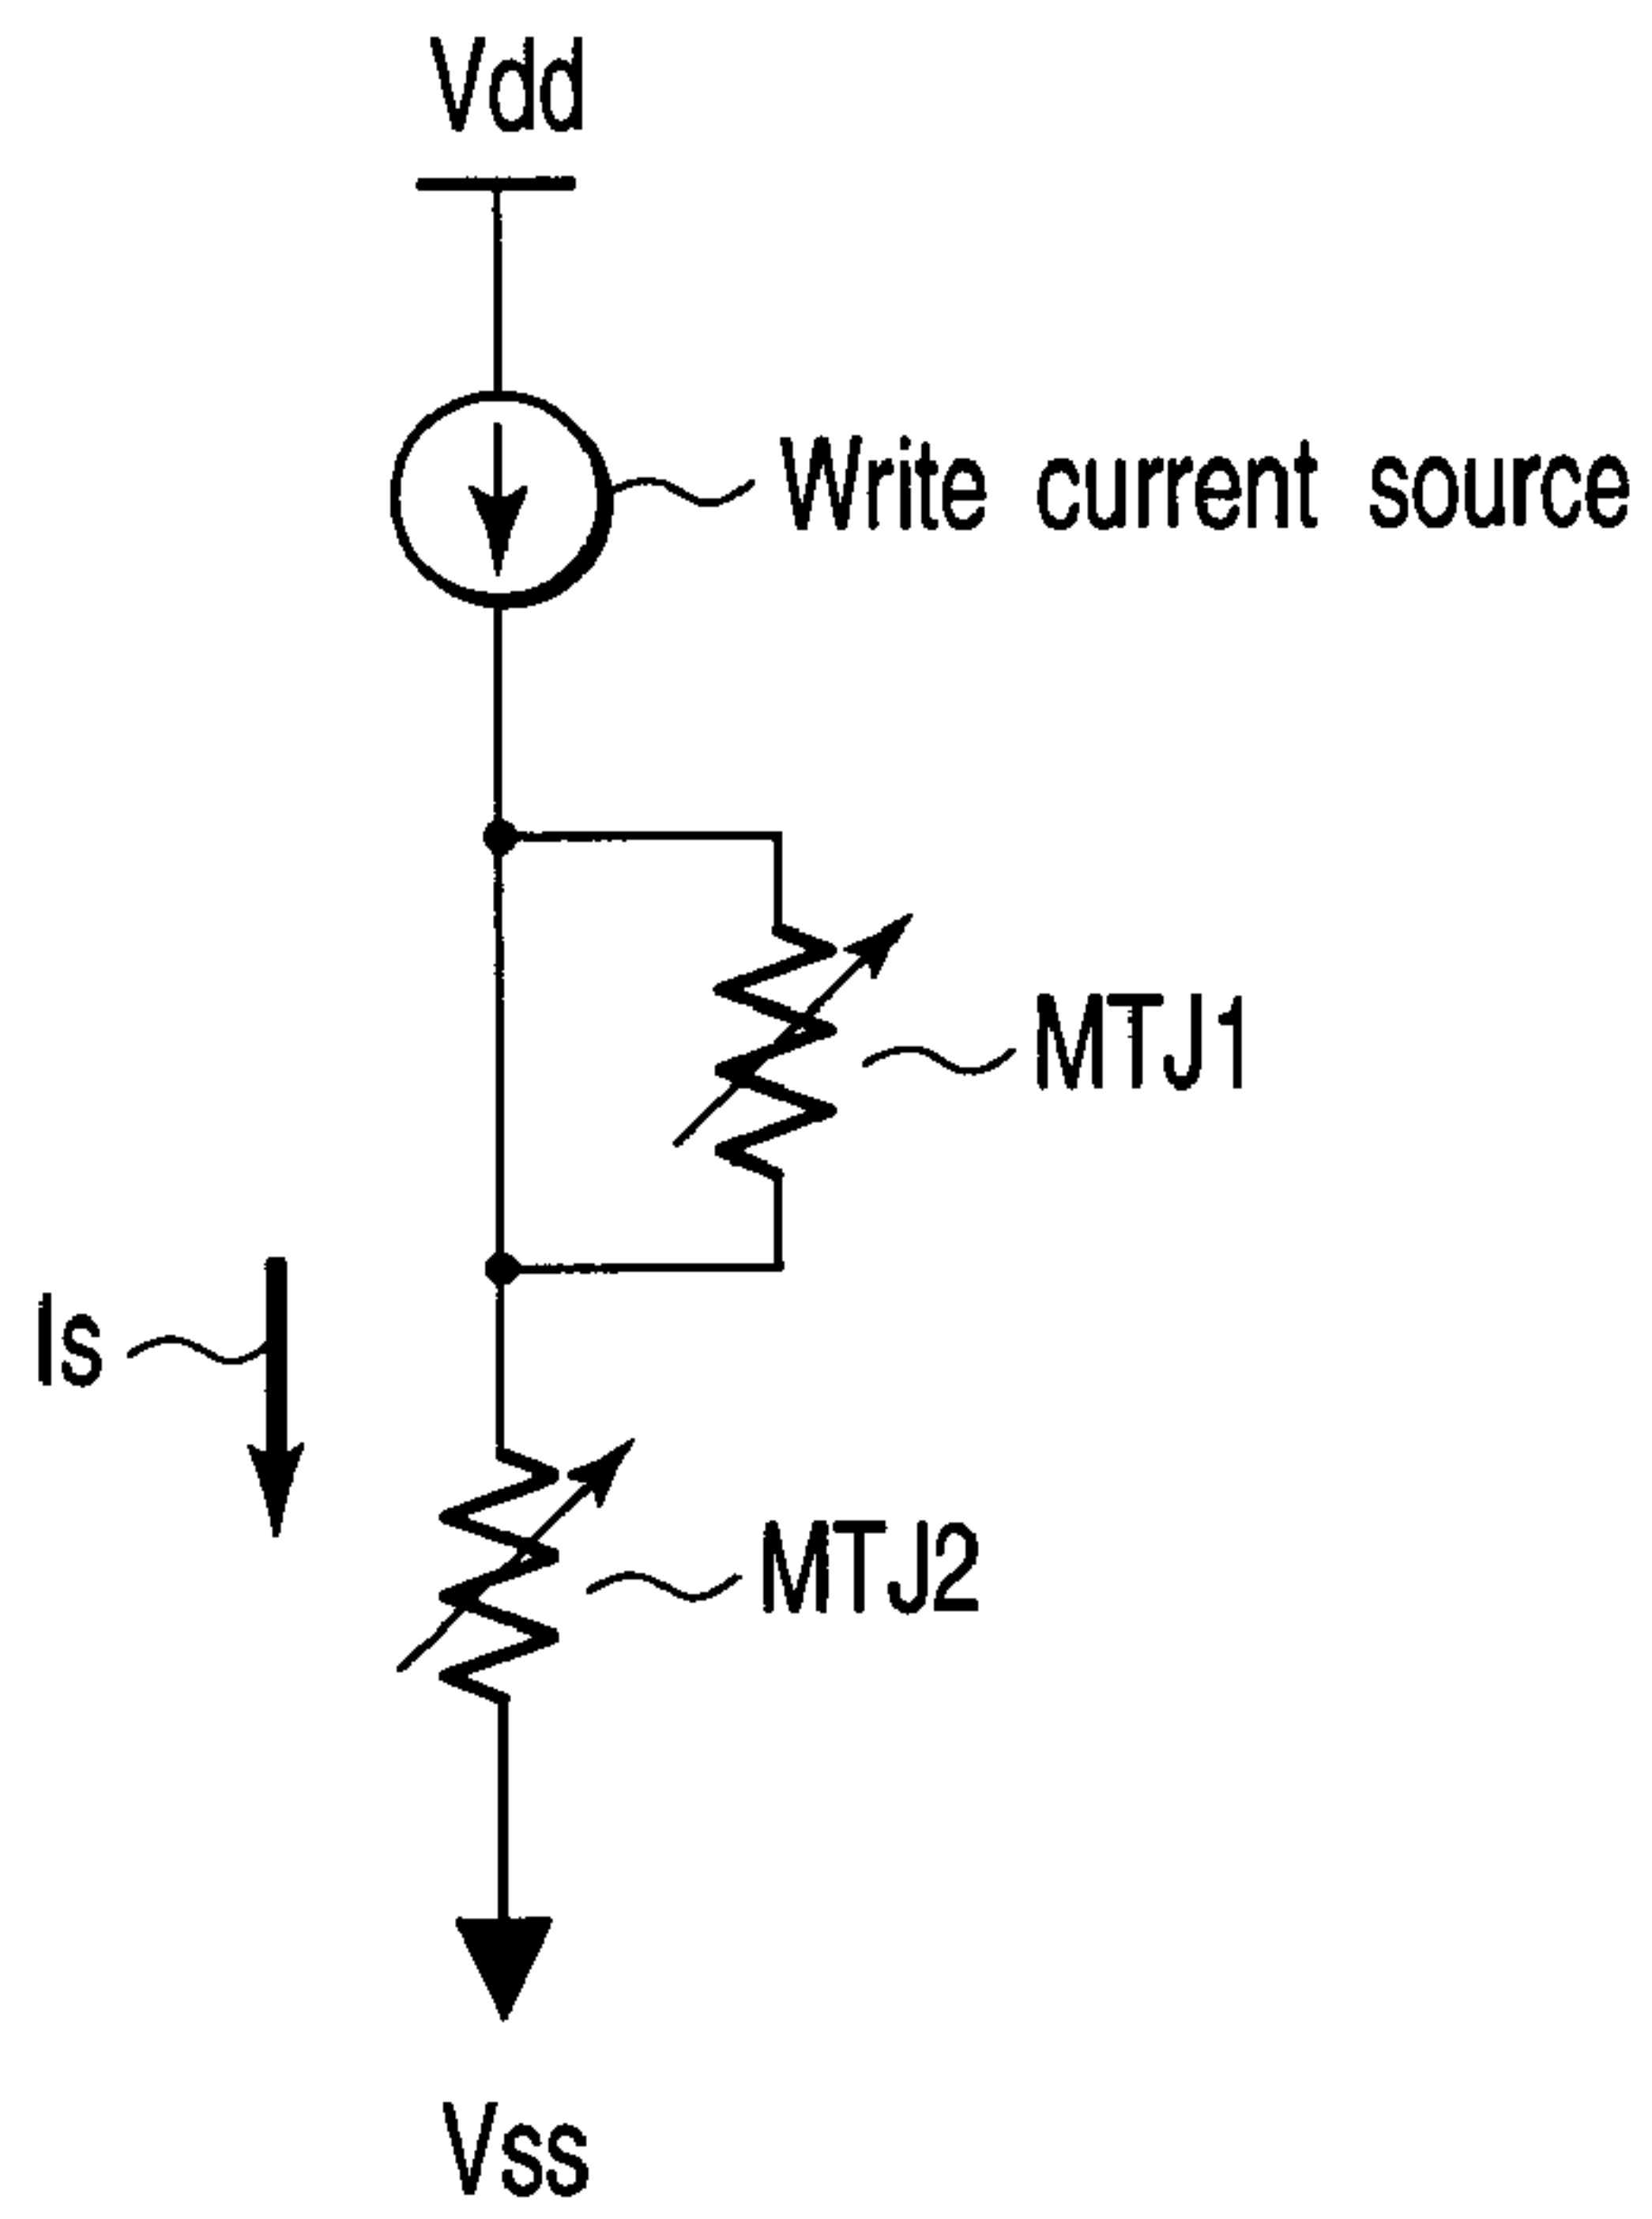 Vdd
Write current source
MTJ1
Is
MTJ2
Vss